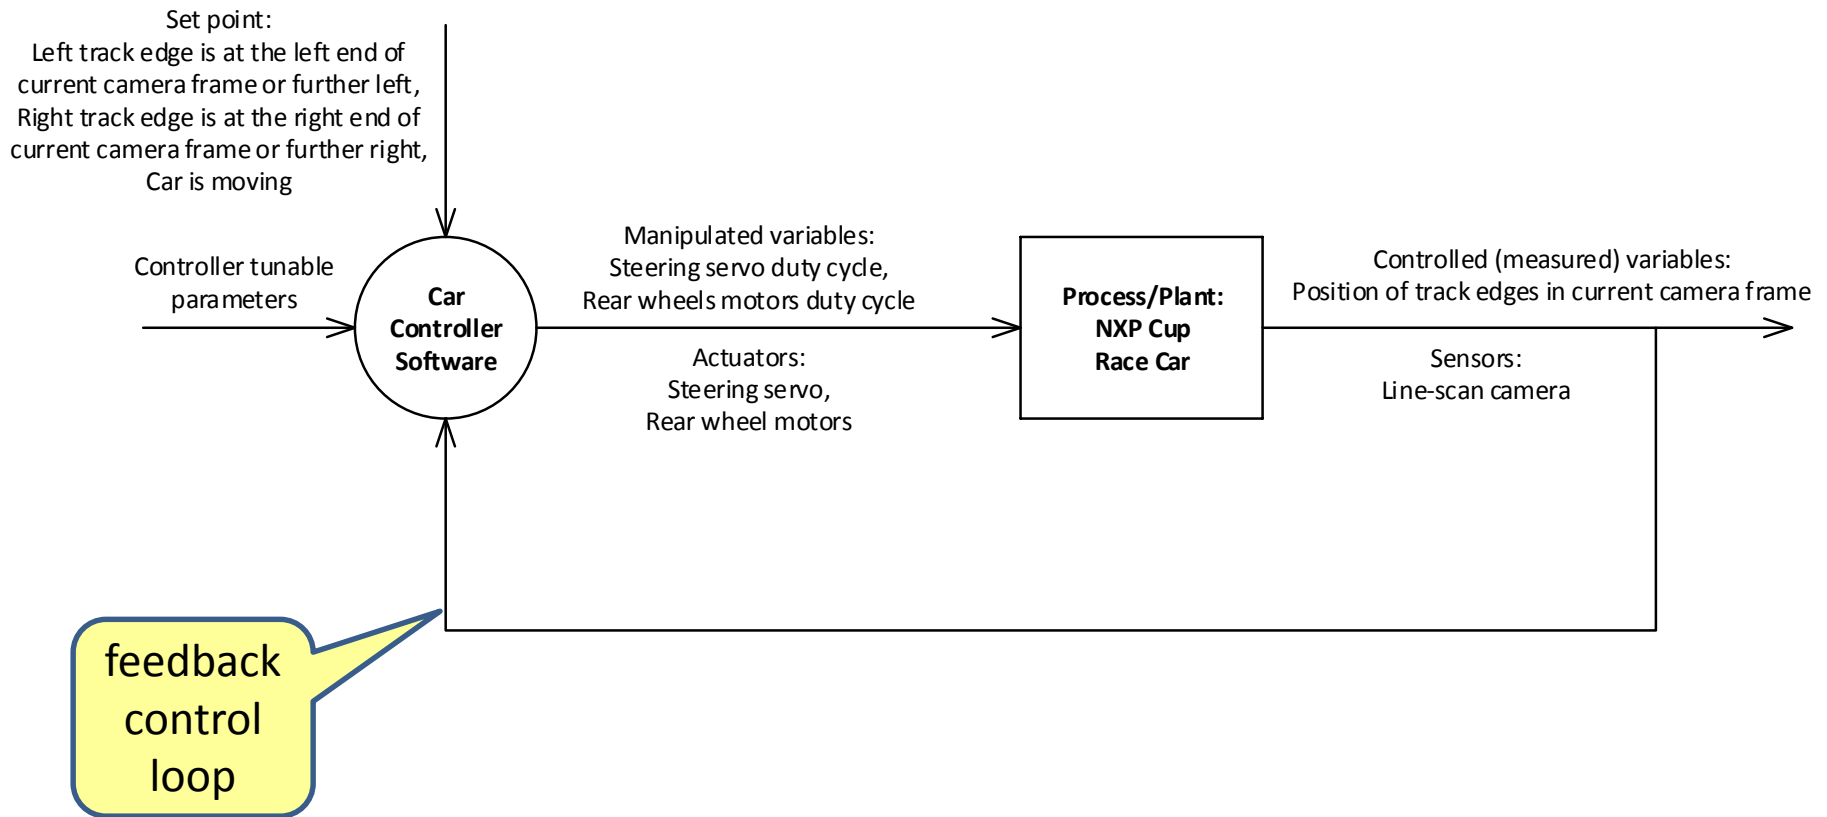 Set point:
Left track edge is at the left end of
current camera frame or further left,
Right track edge is at the right end of
current camera frame or further right,
Car is moving
Controller tunable
parameters
Car
Controller
Software
Manipulated variables:
Steering servo duty cycle,
Rear wheels motors duty cycle
Actuators:
Steering servo,
Rear wheel motors
Process/Plant:
NXP Cup
Race Car
Controlled (measured) variables:
Position of track edges in current camera frame
Sensors:
Line-scan camera
feedback
control
loop